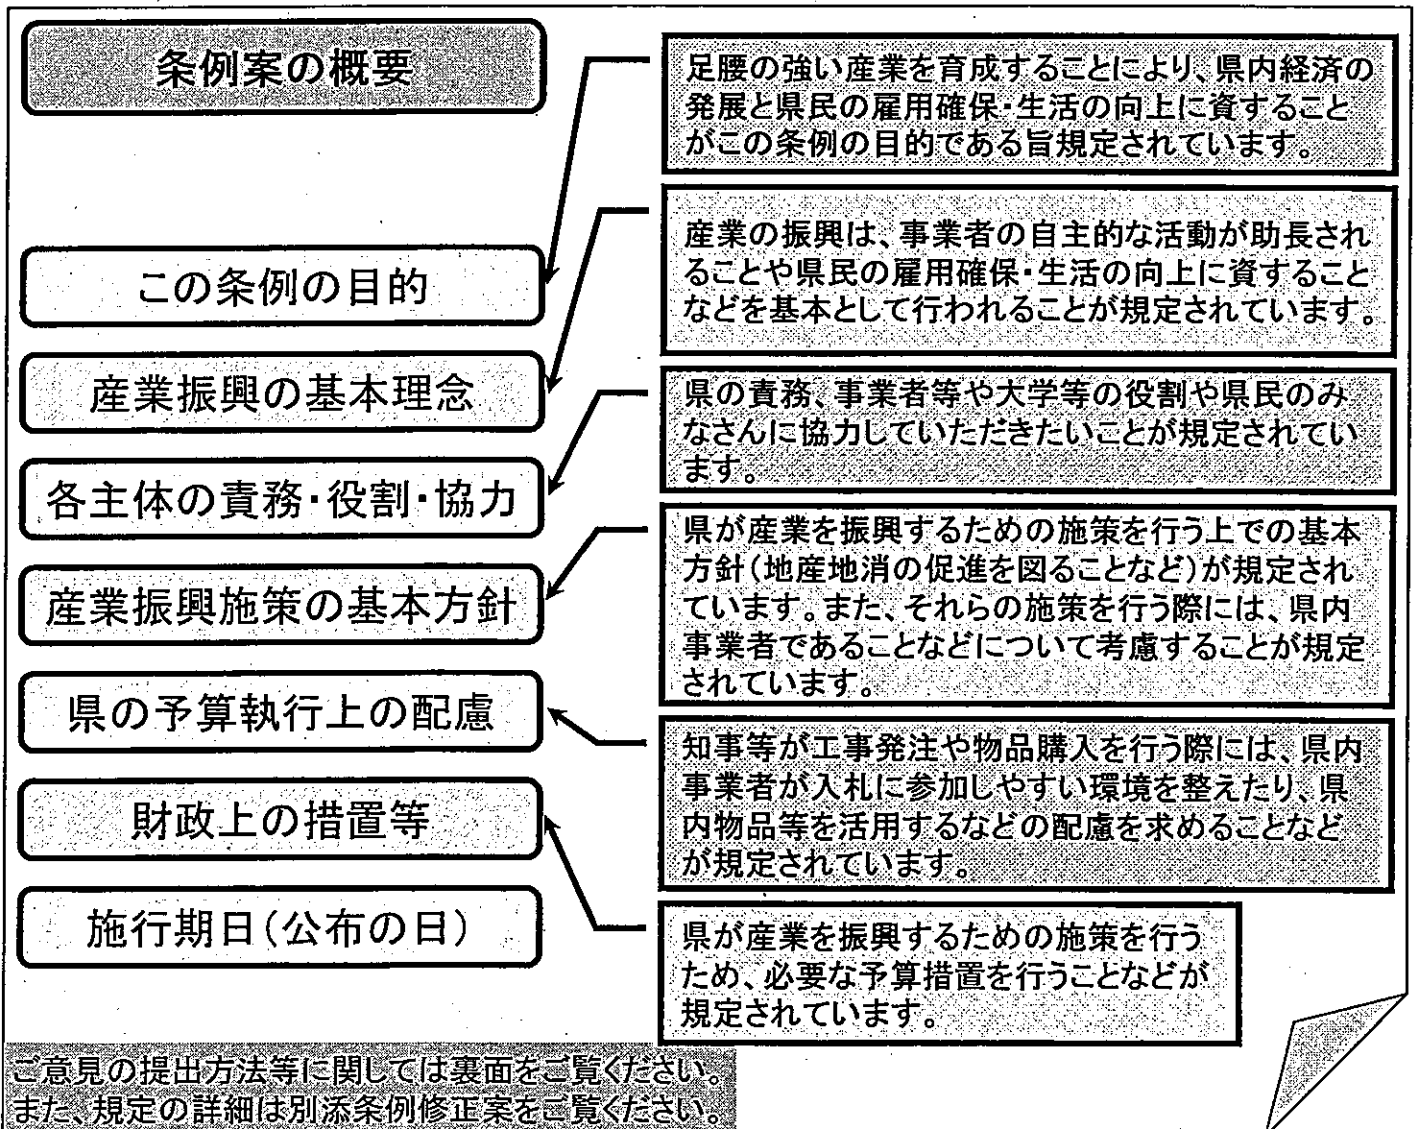 条例案の概要
この条例の目的
産業振興の基本理念
各主体の責務・役割・協力
産業振興施策の基本方針
県の予算執行上の配慮
財政上の措置等
施行期日(公布の日)
足腰の強い産業を育成することにより、県内経済の
発展と県民の雇用確保・生活の向上に資すること
がこの条例の目的である旨規定されています。
産業の振興は、事業者の自主的な活動が助長され
ることや県民の雇用確保・生活の向上に資すること
などを基本として行われることが規定されています。
県の責務、事業者等や大学等の役割や県民のみ
なさんに協力していただきたいことが規定されてい
ます。
県が産業を振興するための施策を行う上での基本
方針(地産地消の促進を図ることなど)が規定され
ています。また、それらの施策を行う際には、県内
事業者であることなどについて考慮することが規定
されています。
知事等が工事発注や物品購入を行う際には、県内
事業者が入札に参加しやすい環境を整えたり、県
内物品等を活用するなどの配慮を求めることなど
が規定されています。
県が産業を振興するための施策を行う
ため、必要な予算措置を行うことなどが
規定されています。
ご意見の提出方法等に関しては裏面をご覧ください。
また、規定の詳細は別添条例修正案をご覧ください。